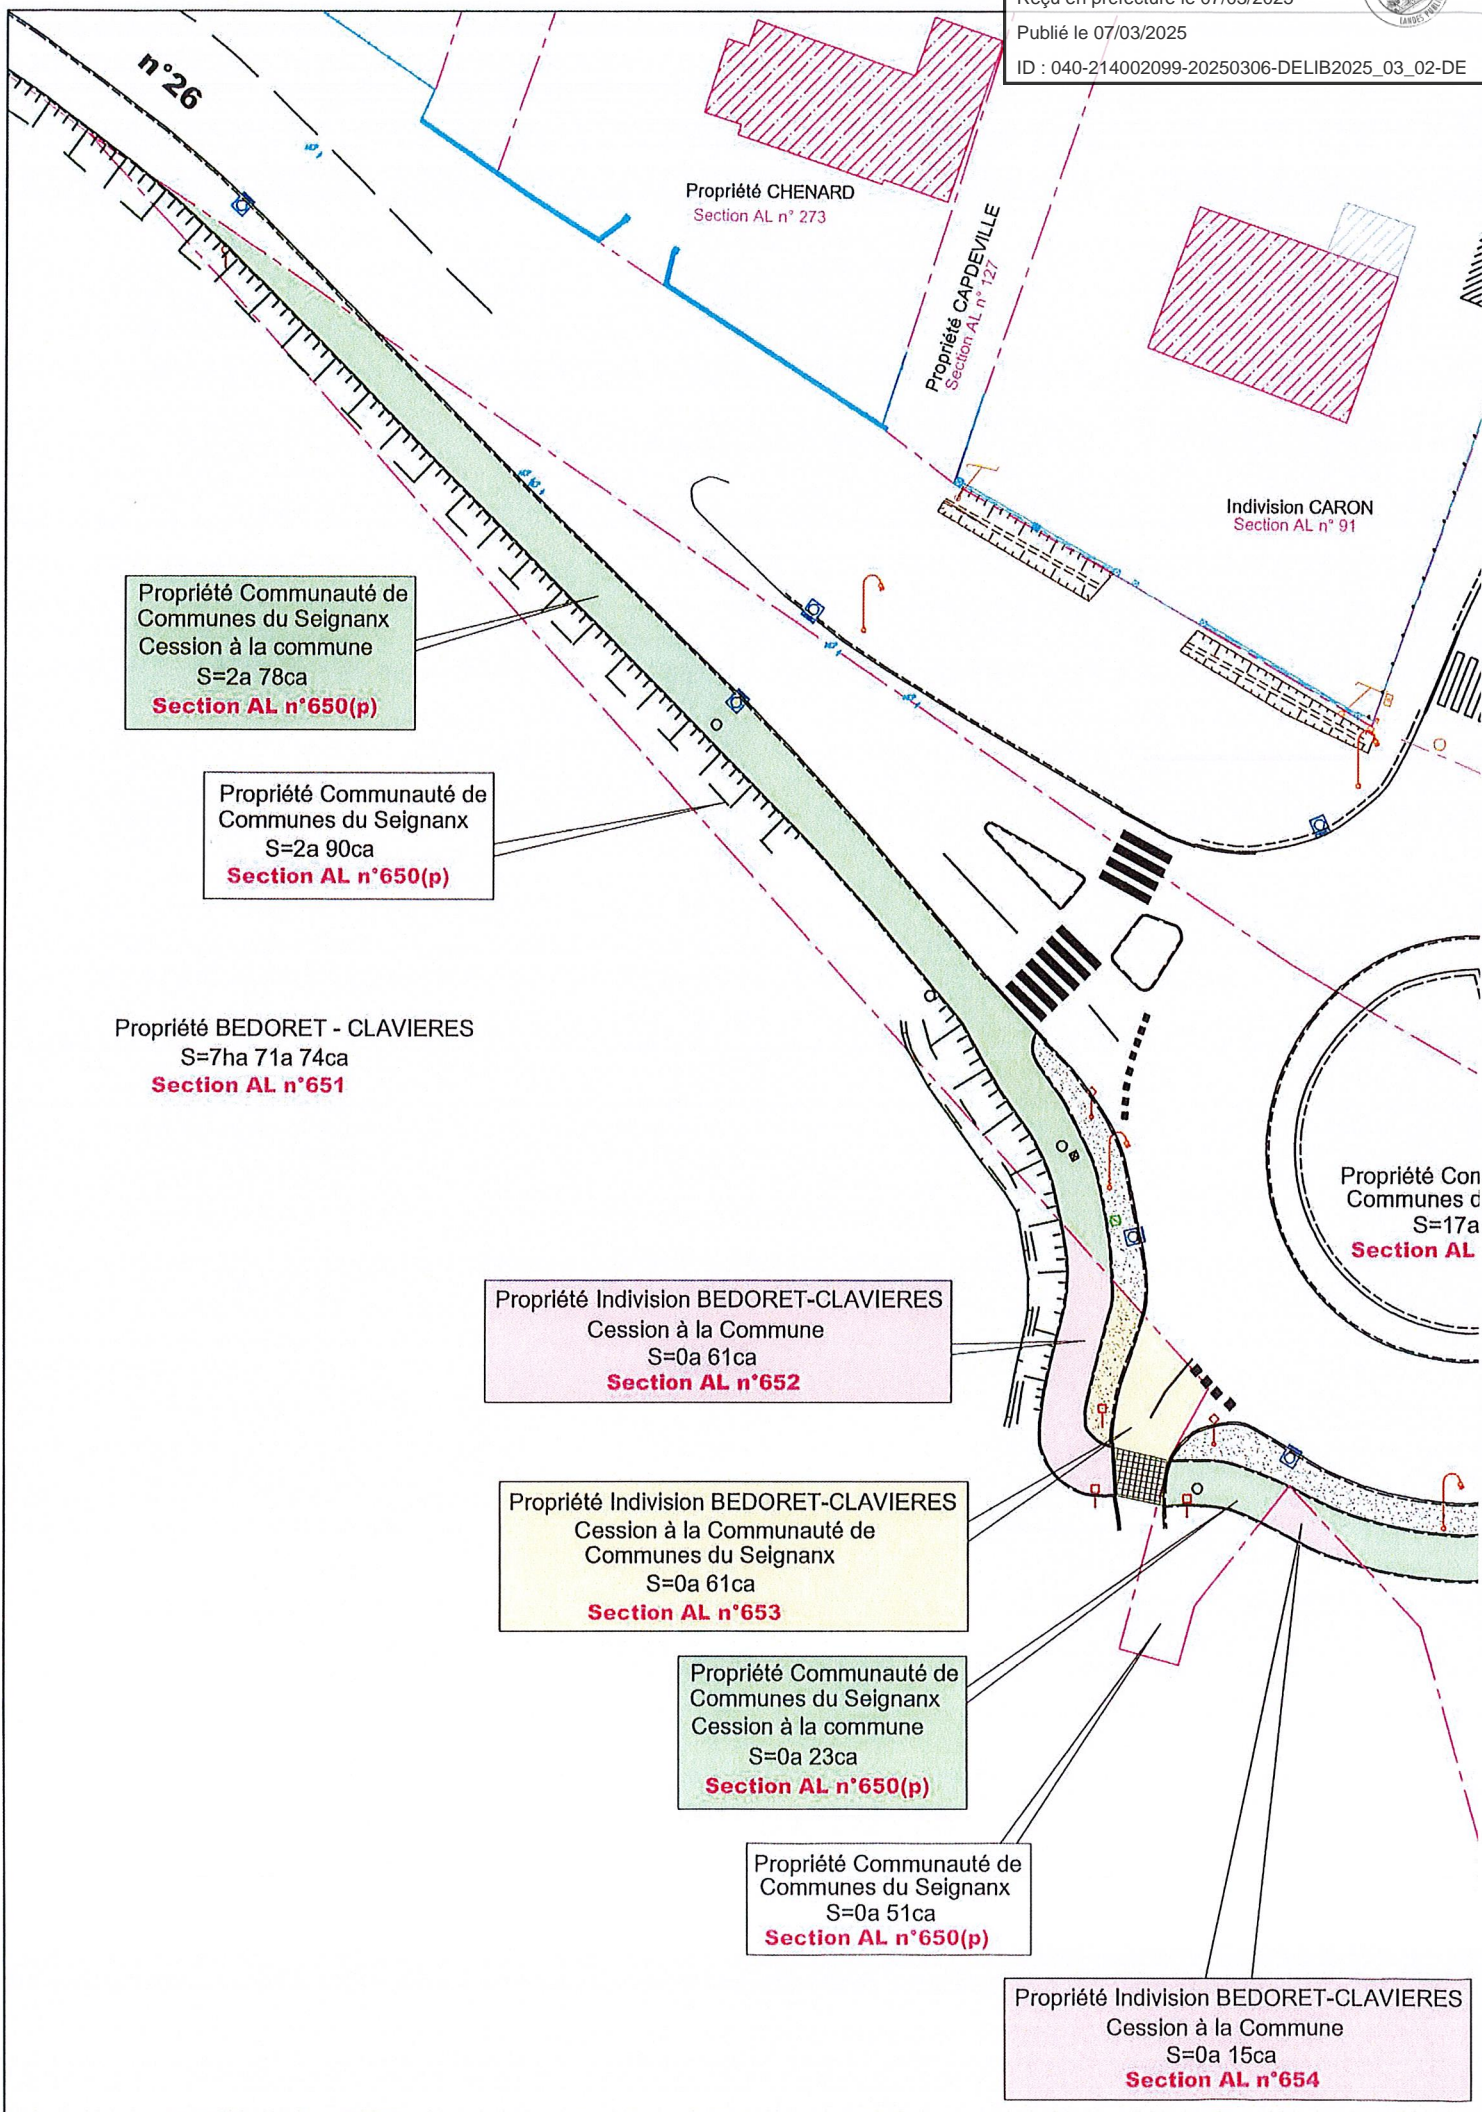 Publié le 07/03/2025
ID : 040-214002099-20250306-DELIB2025_03_02-DE
n°26
Propriété CHENARD
Section AL n° 273
Propriété CAPDEVILLE
Section AL n° 127
Indivision CARON
Section AL n° 91
Propriété Communauté de
Communes du Seignanx
Cession à la commune
S=2a 78ca
Section AL n°650(p)
Propriété Communauté de
Communes du Seignanx
S=2a 90ca
Section AL n°650(p)
Propriété BEDORET - CLAVIERES
S=7ha 71a 74ca
Section AL n°651
Propriété Com
Communes d
S=17a
Section AL
Propriété Indivision BEDORET-CLAVIERES
Cession à la Commune
S=0a 61ca
Section AL n°652
Propriété Indivision BEDORET-CLAVIERES
Cession à la Communauté de
Communes du Seignanx
S=0a 61ca
Section AL n°653
Propriété Communauté de
Communes du Seignanx
Cession à la commune
S=0a 23ca
Section AL n°650(p)
Propriété Communauté de
Communes du Seignanx
S=0a 51ca
Section AL n°650(p)
Propriété Indivision BEDORET-CLAVIERES
Cession à la Commune
S=0a 15ca
Section AL n°654